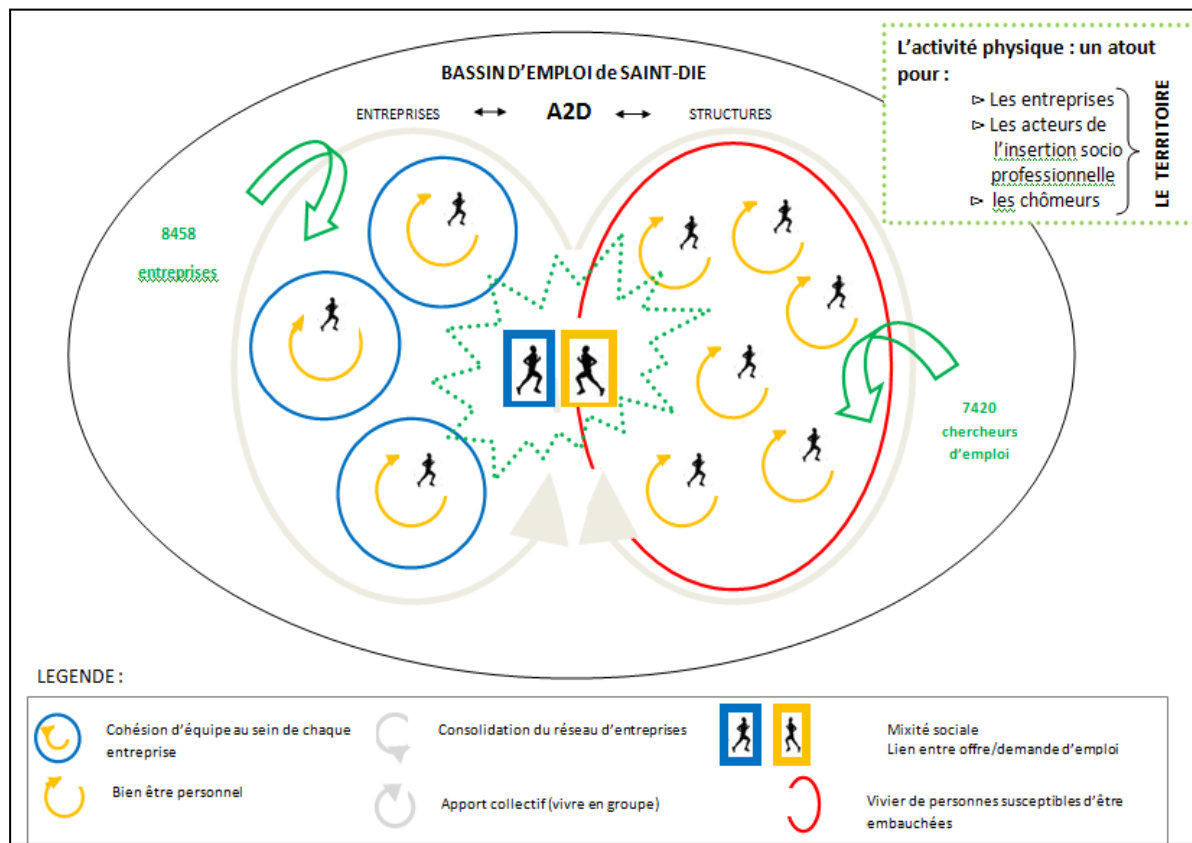 BASSIN D'EMPLOI de SAINT-DIE
ENTREPRISES
A2D
STRUCTURES
L'activité physique : un atout
pour :
⊳ Les entreprises
⊳ Les acteurs de
l'insertion socio
professionnelle
⊳ les chômeurs
LE TERRITOIRE
8458
entreprises
7420
chercheurs
d'emploi
LEGENDE :
Cohésion d'équipe au sein de chaque
entreprise
Bien être personnel
Consolidation du réseau d'entreprises
Apport collectif (vivre en groupe)
Mixité sociale
Lien entre offre/demande d'emploi
Vivier de personnes susceptibles d'être
embauchées